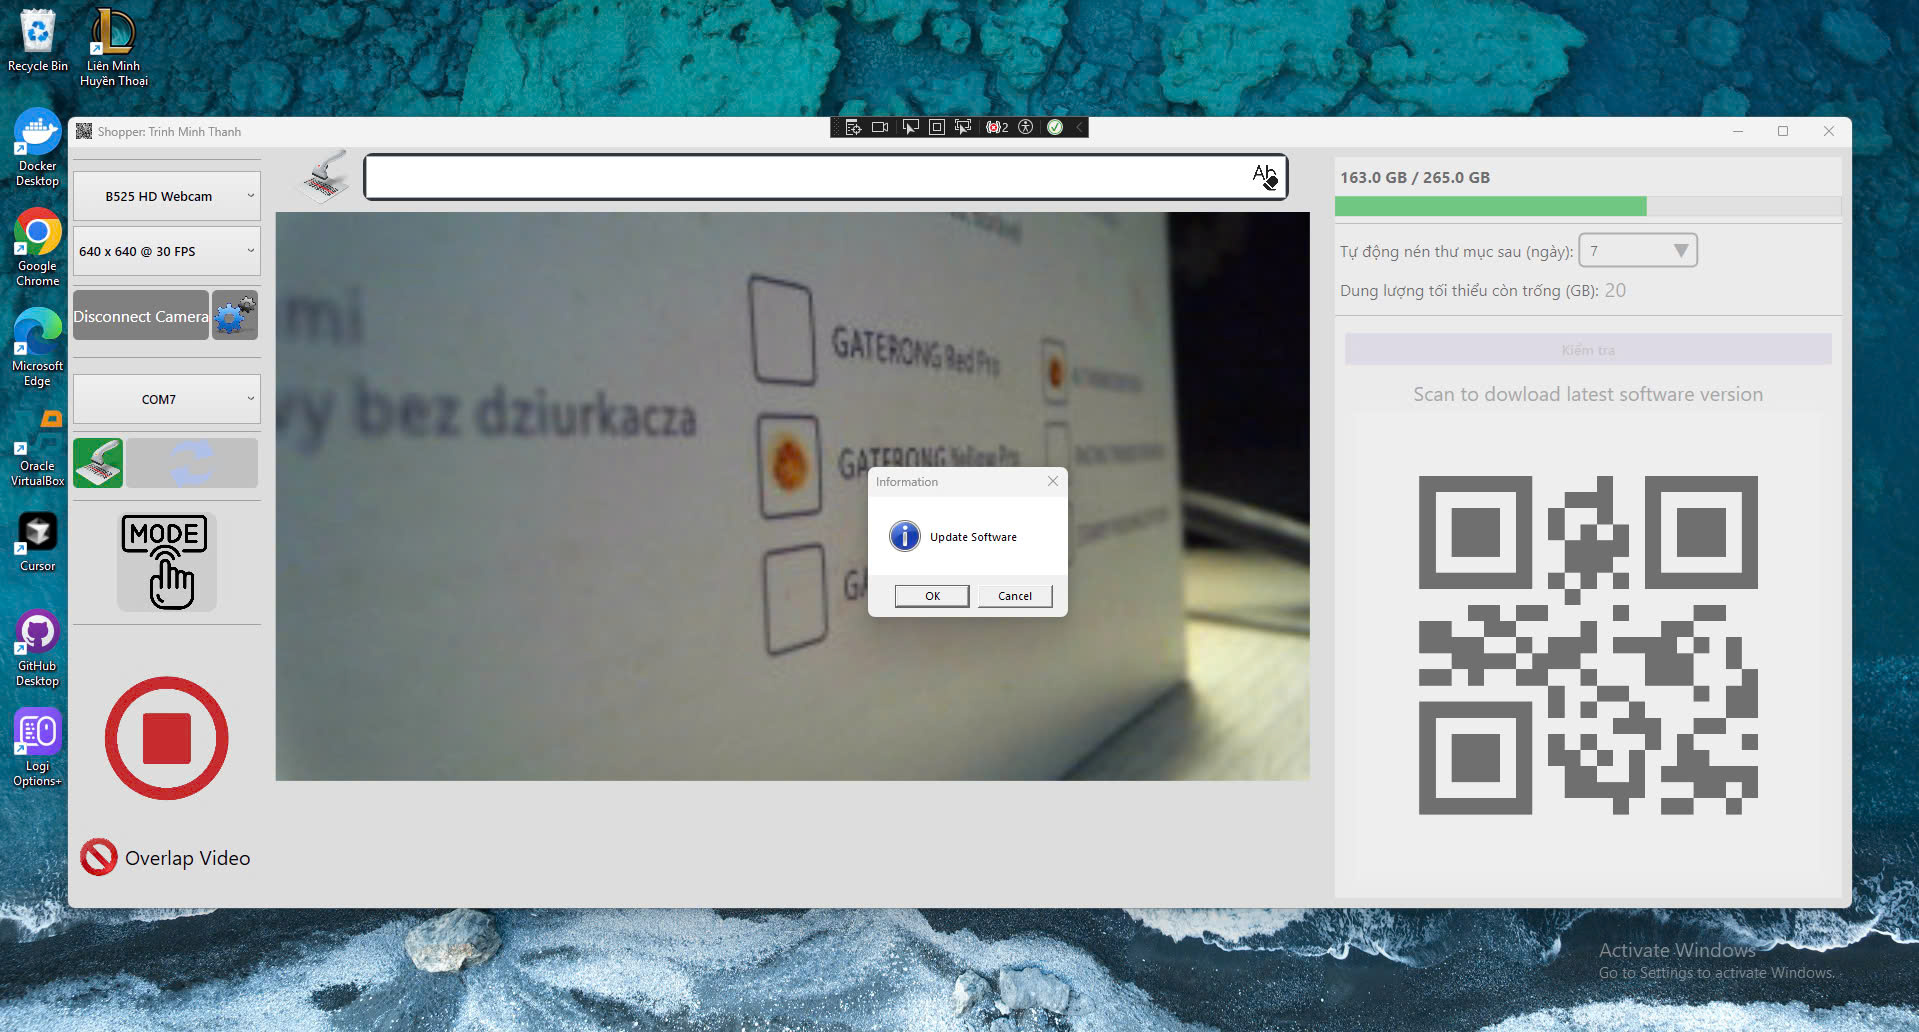 Recycle Bin
Liên Minh
Huyền Thoại
Docker
Desktop
Google
Chrome
Microsoft
Edge
Oracle
VirtualBox
Cursor
GitHub
Desktop
Logi
Options+
Shopper: Trinh Minh Thanh
2
B525 HD Webcam
640 x 640 @ 30 FPS
Disconnect Camera
COM7
MODE
Overlap Video
Ab
mi
vy bez dziurkacza
GATERONG Red Pro
GATERONG Yellow Pro
GA
Information
Update Software
OK
Cancel
163.0 GB / 265.0 GB
Tự động nén thư mục sau (ngày): 7
Dung lượng tối thiểu còn trống (GB): 20
Kiểm tra
Scan to dowload latest software version
Activate Windows
Go to Settings to activate Windows.